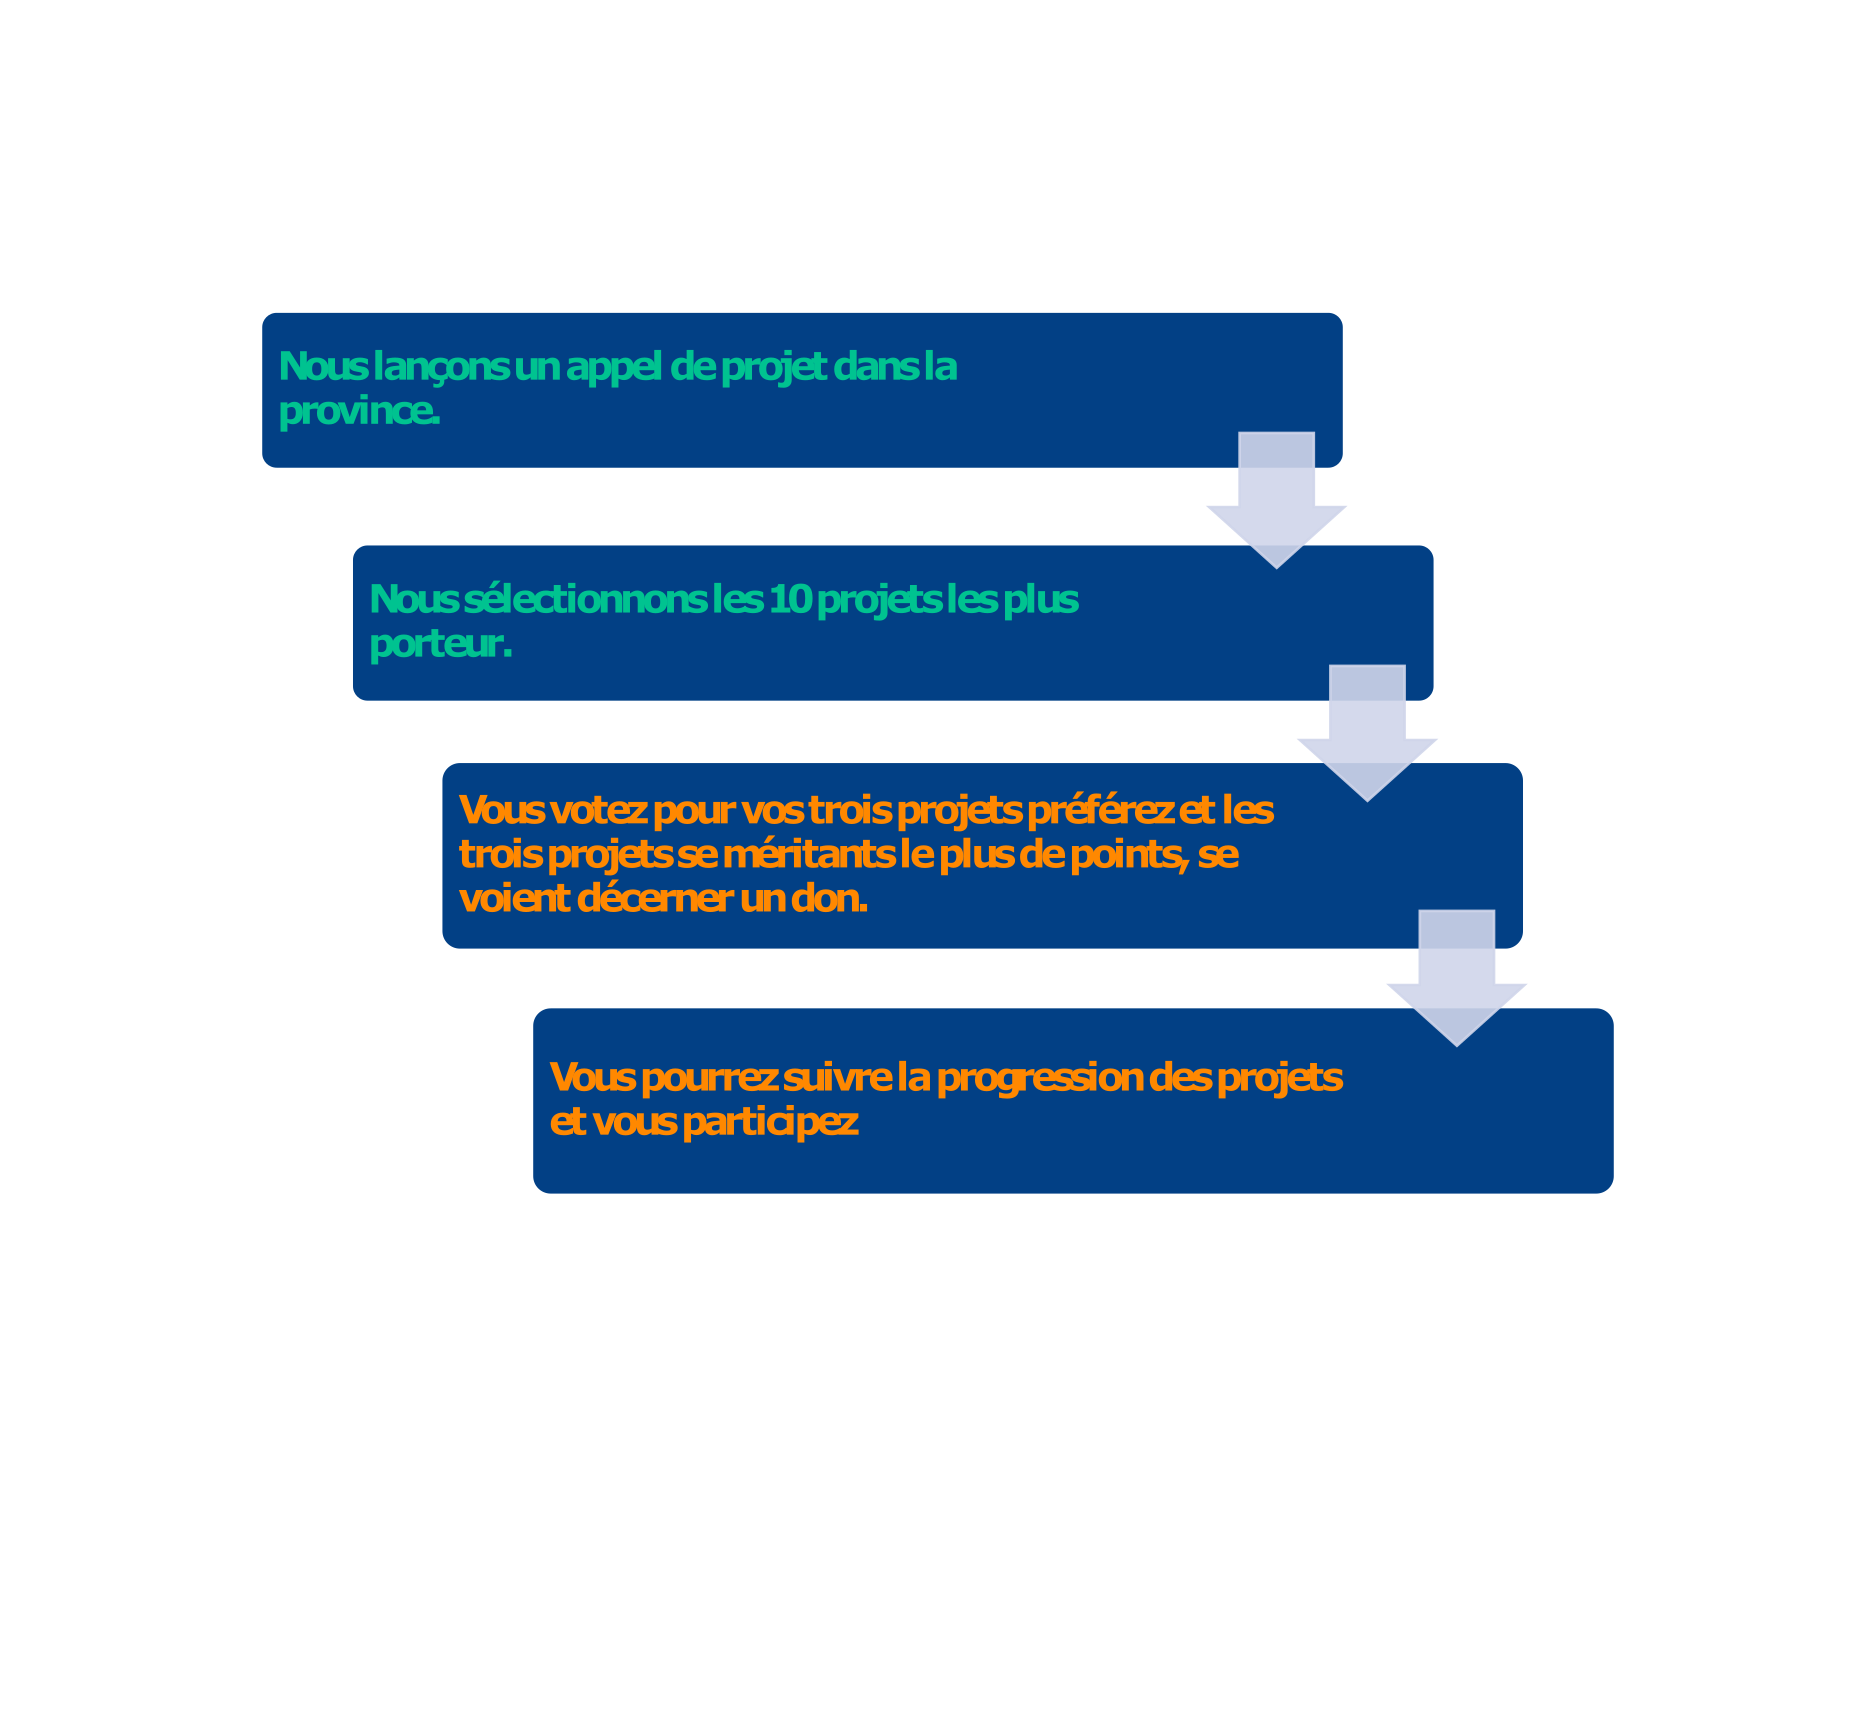 Nous lançons un appel de projet dans la
province.
Nous sélectionnons les 10 projets les plus
porteur.
Vous votez pour vos trois projets préférez et les
trois projets se méritants le plus de points, se
voient décerner un don.
Vous pourrez suivre la progression des projets
et vous participez